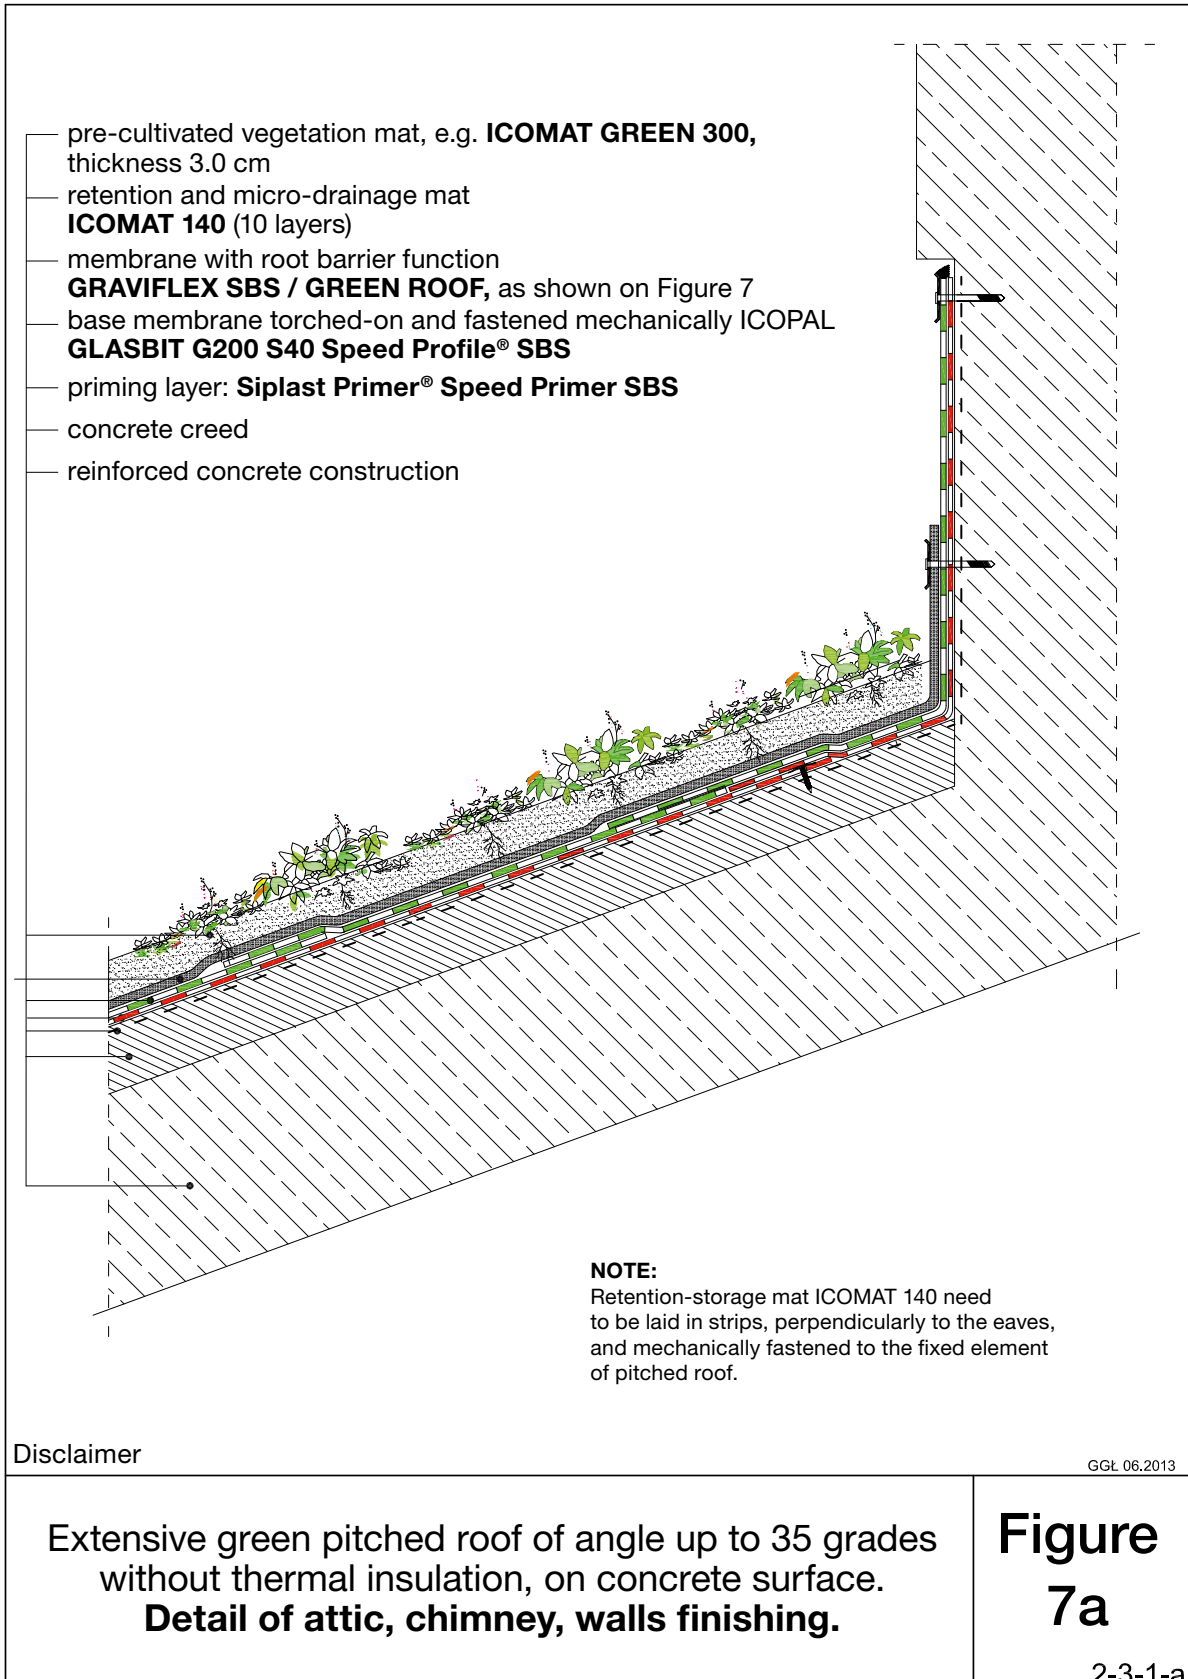 pre-cultivated vegetation mat, e.g. ICOMAT GREEN 300,
thickness 3.0 cm
retention and micro-drainage mat
ICOMAT 140 (10 layers)
membrane with root barrier function
GRAVIFLEX SBS / GREEN ROOF, as shown on Figure 7
base membrane torched-on and fastened mechanically ICOPAL
GLASBIT G200 S40 Speed Profile® SBS
priming layer: Siplast Primer® Speed Primer SBS
concrete creed
reinforced concrete construction
NOTE:
Retention-storage mat ICOMAT 140 need
to be laid in strips, perpendicularly to the eaves,
and mechanically fastened to the fixed element
of pitched roof.
Disclaimer
GGŁ 06.2013
Extensive green pitched roof of angle up to 35 grades
without thermal insulation, on concrete surface.
Detail of attic, chimney, walls finishing.
Figure
7a
2-3-1-a